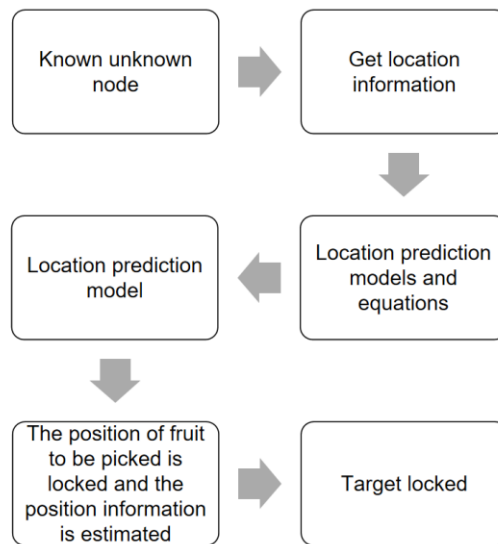 Known unknown
node
Get location
information
Location prediction
models and
equations
Location prediction
model
The position of fruit
to be picked is
locked and the
position information
is estimated
Target locked